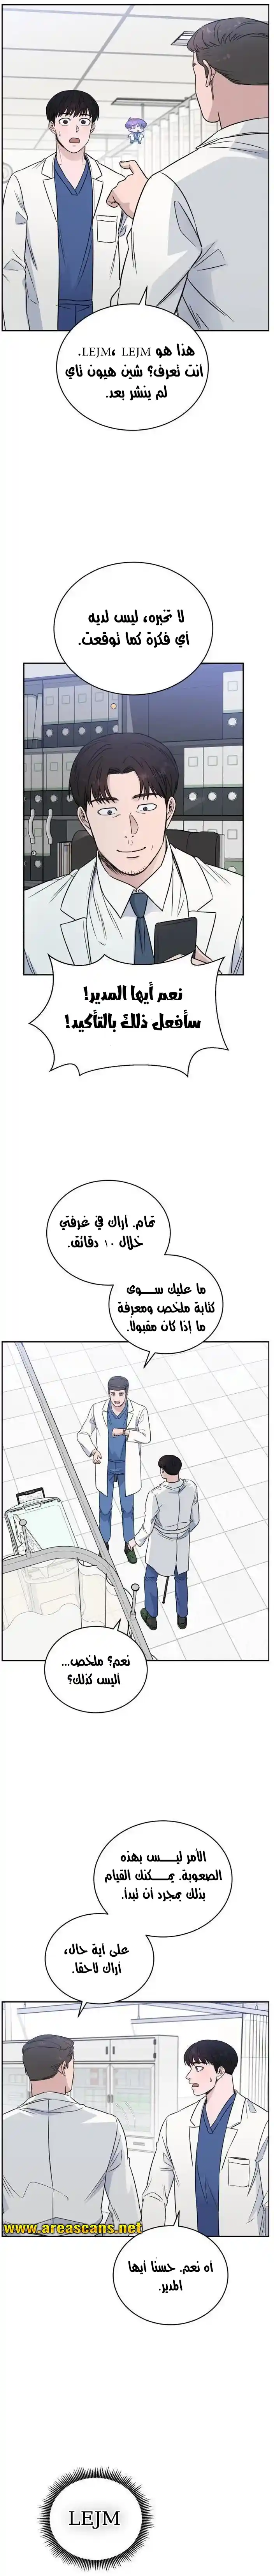 هذا هو LEJM، LEJM.
أنت تعرف؟ شين هيون تاي
لم ينشر بعد.
لا تخبره، ليس لديه
أي فكرة كما توقعت.
نعم أيها المدير!
سأفعل ذلك بالتأكيد!
تمام. أراك في غرفتي
خلال ١٠ دقائق.
ما عليك سوى
كتابة ملخص ومعرفة
ما إذا كان مقبولاً.
نعم؟ ملخص...
أليس كذلك؟
الأمر ليس بهذه
الصعوبة. يمكنك القيام
بذلك بمجرد أن تبدأ.
على أية حال،
أراك لاحقا.
www.areascans.net
آه نعم. حسنًا أيها
المدير.
LEJM